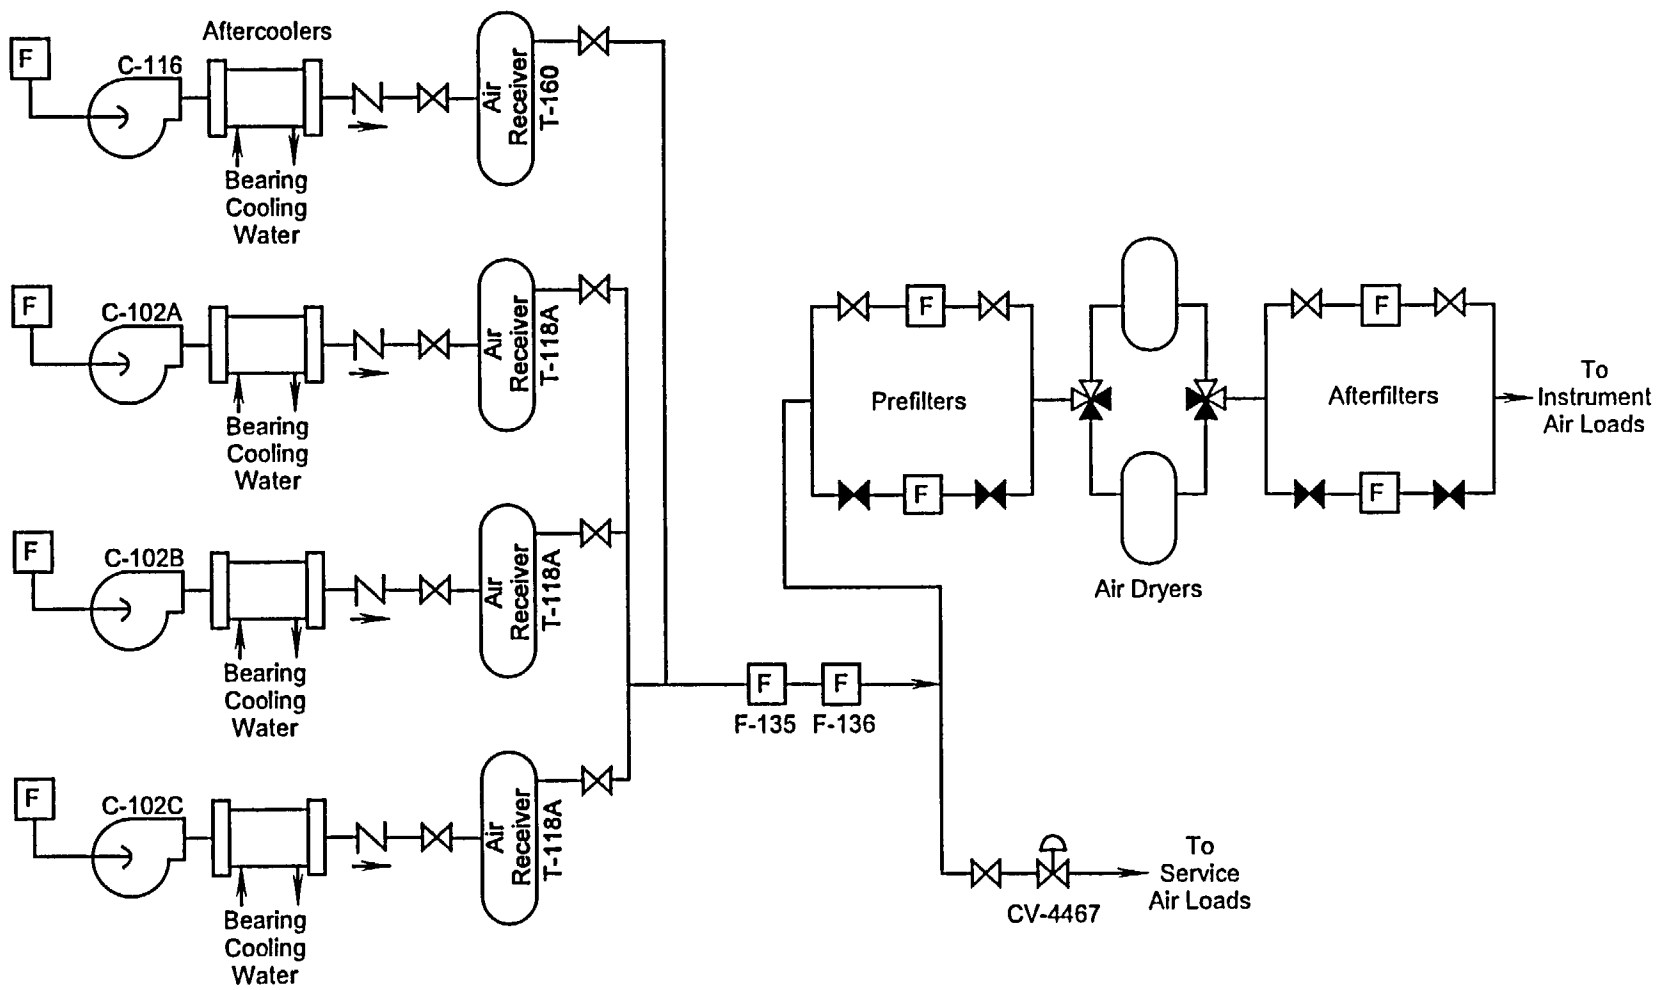 Aftercoolers
F
C-116
Air
Receiver
T-160
Bearing
Cooling
Water
F
C-102A
Air
Receiver
T-118A
Bearing
Cooling
Water
F
C-102B
Air
Receiver
T-118A
Bearing
Cooling
Water
F
C-102C
Air
Receiver
T-118A
Bearing
Cooling
Water
F
F
F-135
F-136
F
Prefilters
F
Air Dryers
F
Afterfilters
F
To
Instrument
Air Loads
To
Service
Air Loads
CV-4467